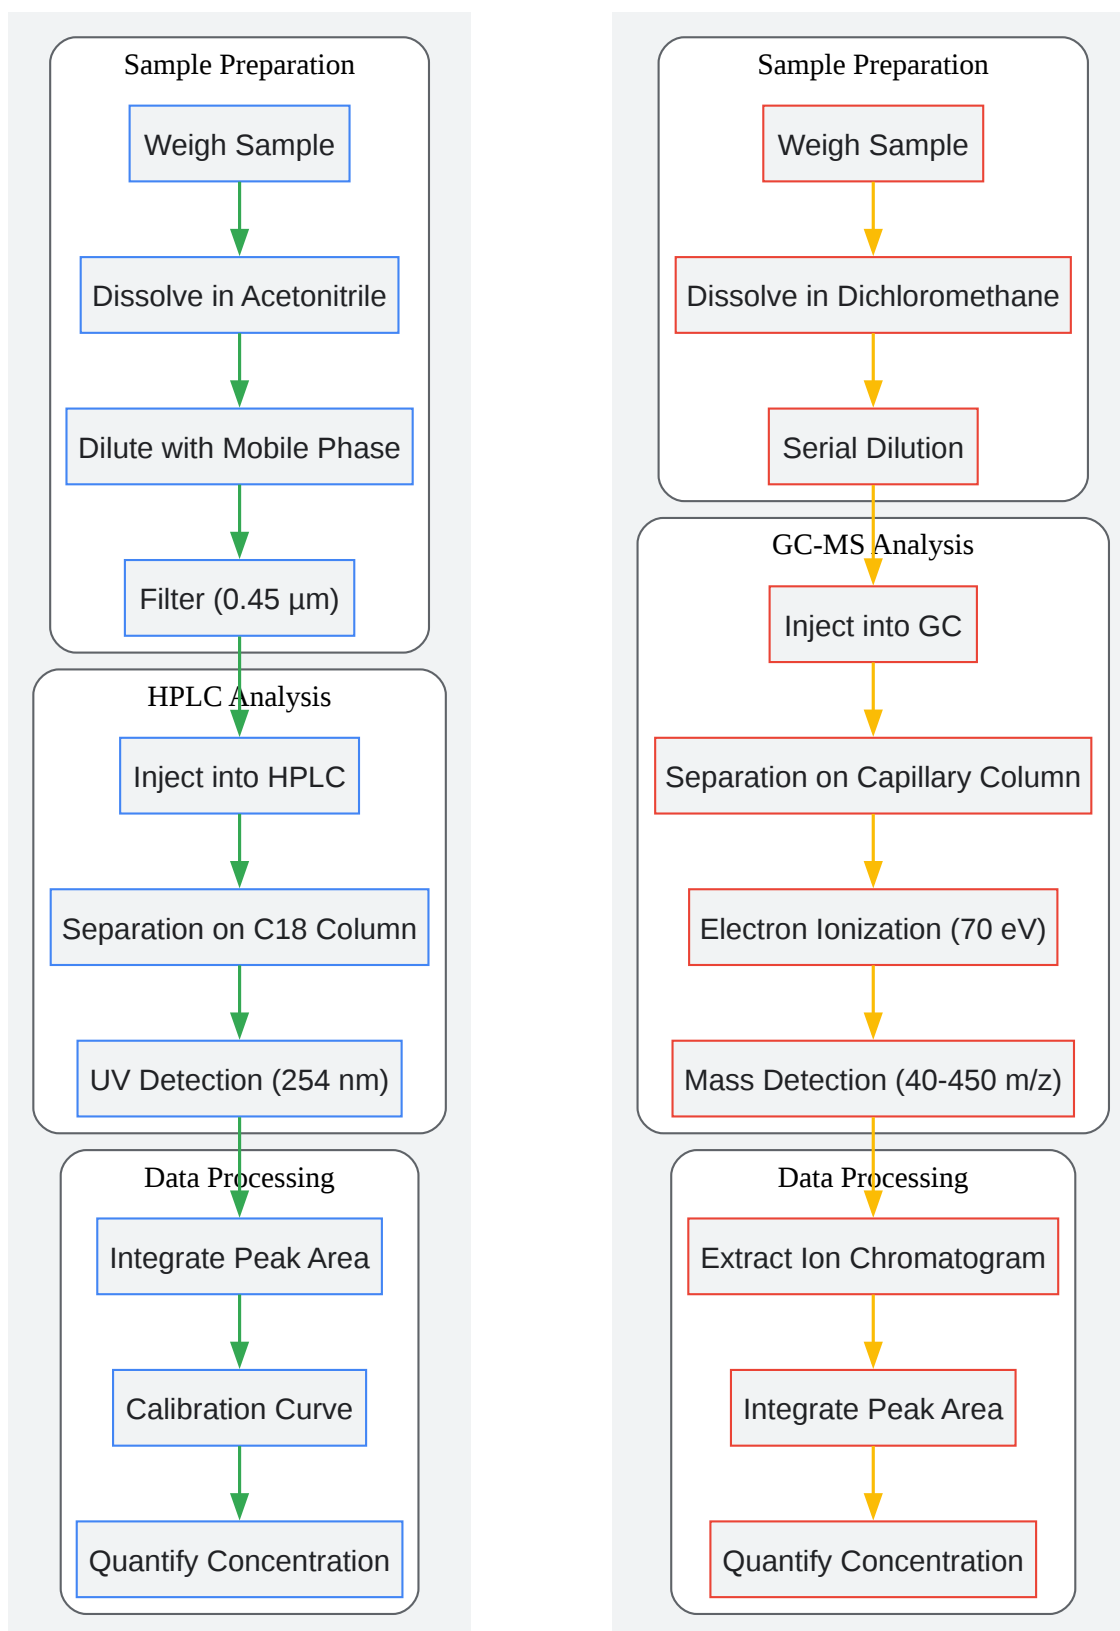 Sample Preparation
Weigh Sample
Dissolve in Acetonitrile
Dilute with Mobile Phase
Filter (0.45 µm)
HPLC Analysis
Inject into HPLC
Separation on C18 Column
UV Detection (254 nm)
Data Processing
Integrate Peak Area
Calibration Curve
Quantify Concentration
Sample Preparation
Weigh Sample
Dissolve in Dichloromethane
Serial Dilution
GC-MS Analysis
Inject into GC
Separation on Capillary Column
Electron Ionization (70 eV)
Mass Detection (40-450 m/z)
Data Processing
Extract Ion Chromatogram
Integrate Peak Area
Quantify Concentration